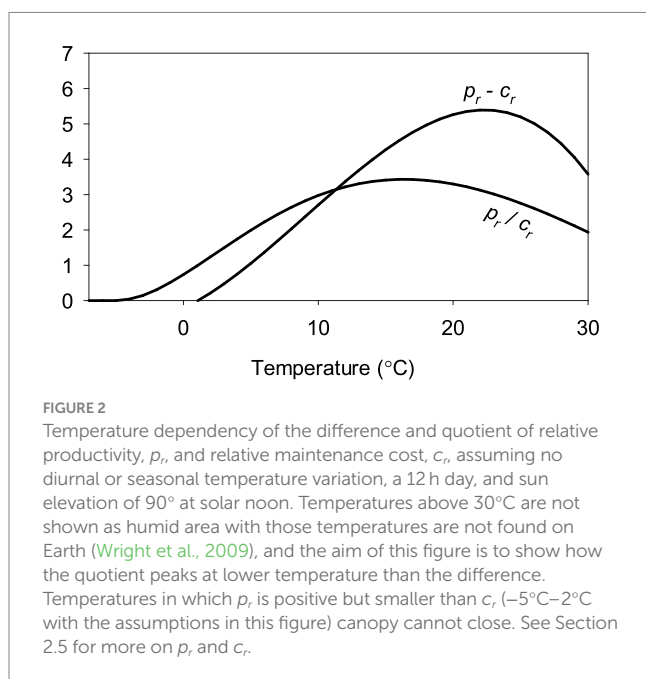 7
6
5
4
3
2
1
0
p_r - c_r
p_r / c_r
0 10 20 30
Temperature (°C)
FIGURE 2
Temperature dependency of the difference and quotient of relative
productivity, p_r, and relative maintenance cost, c_r, assuming no
diurnal or seasonal temperature variation, a 12 h day, and sun
elevation of 90° at solar noon. Temperatures above 30°C are not
shown as humid area with those temperatures are not found on
Earth (Wright et al., 2009), and the aim of this figure is to show how
the quotient peaks at lower temperature than the difference.
Temperatures in which p_r is positive but smaller than c_r (−5°C–2°C
with the assumptions in this figure) canopy cannot close. See Section
2.5 for more on p_r and c_r.